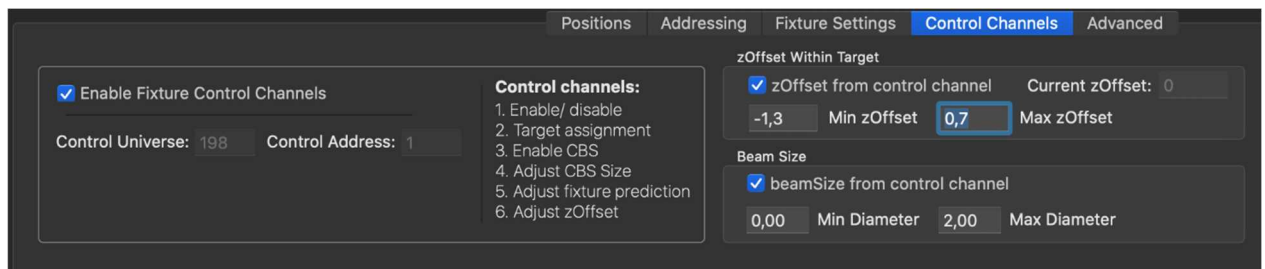 Positions Addressing Fixture Settings Control Channels Advanced
Enable Fixture Control Channels
Control Universe: 198 Control Address: 1
Control channels:
1. Enable/ disable
2. Target assignment
3. Enable CBS
4. Adjust CBS Size
5. Adjust fixture prediction
6. Adjust zOffset
zOffset Within Target
zOffset from control channel Current zOffset: 0
-1,3 Min zOffset 0,7 Max zOffset
Beam Size
beamSize from control channel
0,00 Min Diameter 2,00 Max Diameter